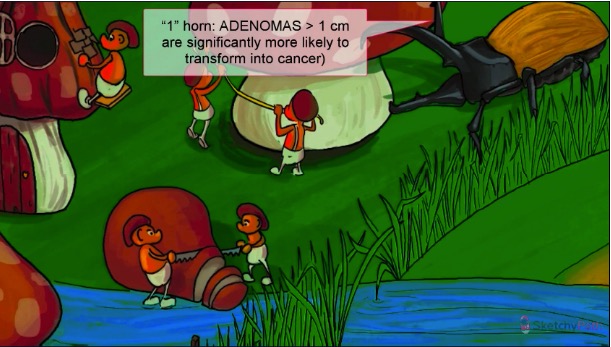 “1” horn: ADENOMAS > 1 cm
are significantly more likely to
transform into cancer)